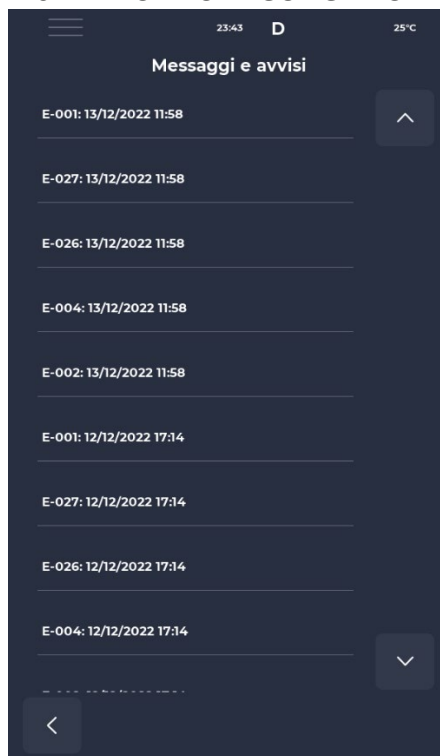 23:43 D 25°C
Messaggi e avvisi
E-001: 13/12/2022 11:58
E-027: 13/12/2022 11:58
E-026: 13/12/2022 11:58
E-004: 13/12/2022 11:58
E-002: 13/12/2022 11:58
E-001: 12/12/2022 17:14
E-027: 12/12/2022 17:14
E-026: 12/12/2022 17:14
E-004: 12/12/2022 17:14